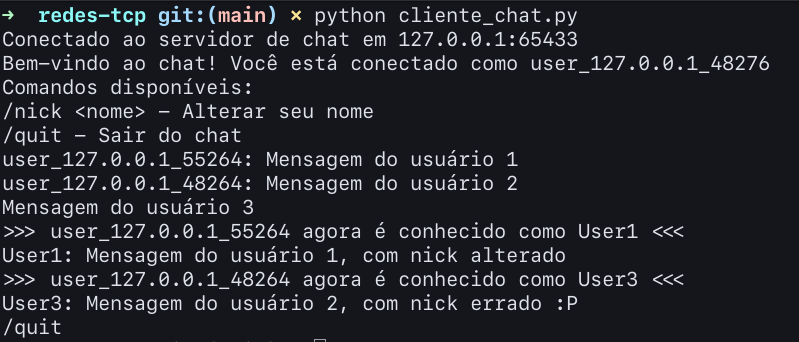 → redes-tcp git:(main) × python cliente_chat.py
Conectado ao servidor de chat em 127.0.0.1:65433
Bem-vindo ao chat! Você está conectado como user_127.0.0.1_48276
Comandos disponíveis:
/nick <nome> - Alterar seu nome
/quit - Sair do chat
user_127.0.0.1_55264: Mensagem do usuário 1
user_127.0.0.1_48264: Mensagem do usuário 2
Mensagem do usuário 3
>>> user_127.0.0.1_55264 agora é conhecido como User1 <<<
User1: Mensagem do usuário 1, com nick alterado
>>> user_127.0.0.1_48264 agora é conhecido como User3 <<<
User3: Mensagem do usuário 2, com nick errado :P
/quit